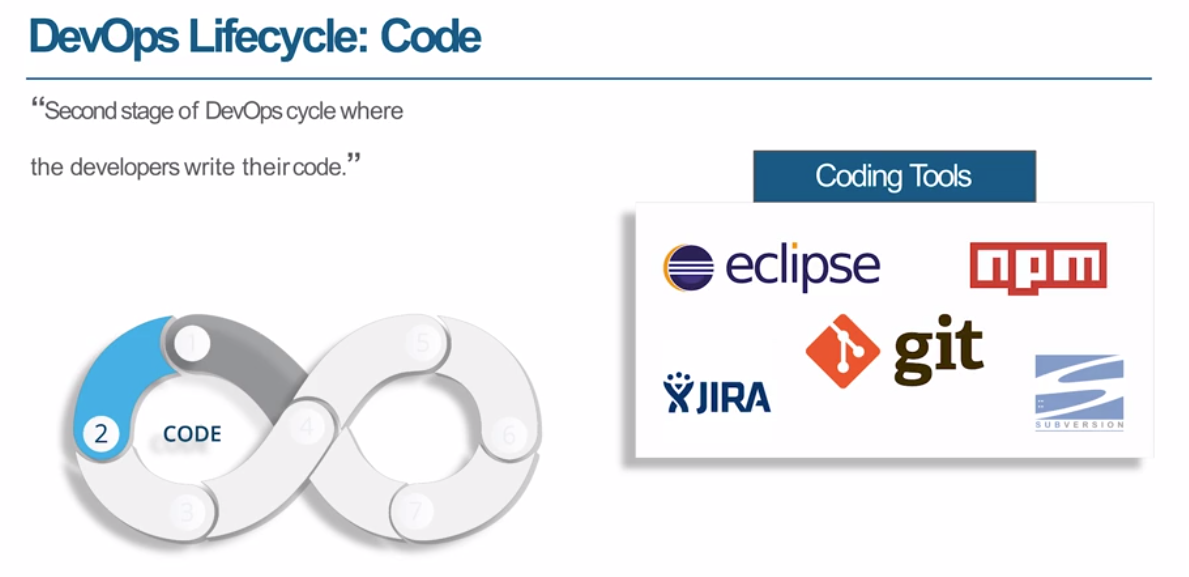 DevOps Lifecycle: Code
“Second stage of DevOps cycle where
the developers write their code.”
Coding Tools
eclipse
npm
git
JIRA
SUBVERSION
1
5
2
CODE
4
6
3
7